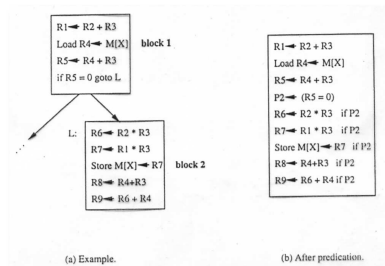 R1← R2 + R3
Load R4← M[X]
R5← R4 + R3
if R5 = 0 goto L
block 1
L:
R6← R2 * R3
R7← R1 * R3
Store M[X]← R7
R8← R4+R3
R9← R6 + R4
block 2
(a) Example.
R1← R2 + R3
Load R4← M[X]
R5← R4 + R3
P2← (R5 = 0)
R6← R2 * R3 if P2
R7← R1 * R3 if P2
Store M[X]← R7 if P2
R8← R4+R3 if P2
R9← R6 + R4 if P2
(b) After predication.